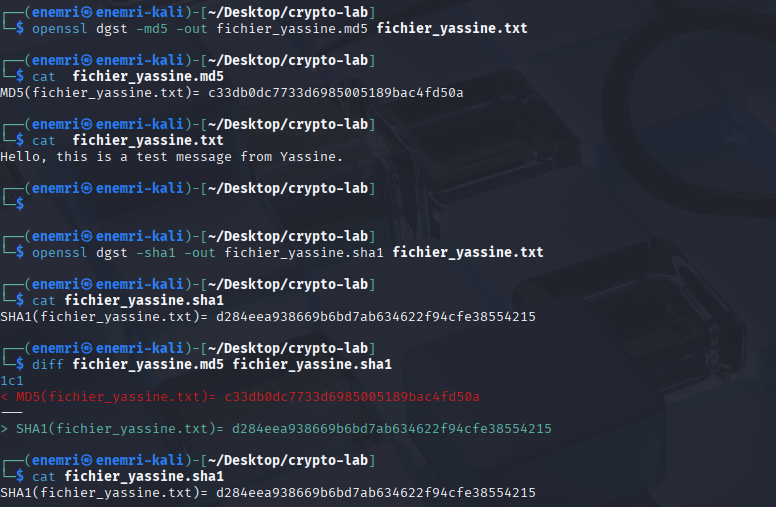 ┌──(enemri㉿enemri-kali)-[~/Desktop/crypto-lab]
└─$ openssl dgst -md5 -out fichier_yassine.md5 fichier_yassine.txt
┌──(enemri㉿enemri-kali)-[~/Desktop/crypto-lab]
└─$ cat  fichier_yassine.md5
MD5(fichier_yassine.txt)= c33db0dc7733d6985005189bac4fd50a
┌──(enemri㉿enemri-kali)-[~/Desktop/crypto-lab]
└─$ cat  fichier_yassine.txt
Hello, this is a test message from Yassine.
┌──(enemri㉿enemri-kali)-[~/Desktop/crypto-lab]
└─$
┌──(enemri㉿enemri-kali)-[~/Desktop/crypto-lab]
└─$ openssl dgst -sha1 -out fichier_yassine.sha1 fichier_yassine.txt
┌──(enemri㉿enemri-kali)-[~/Desktop/crypto-lab]
└─$ cat fichier_yassine.sha1
SHA1(fichier_yassine.txt)= d284eea938669b6bd7ab634622f94cfe38554215
┌──(enemri㉿enemri-kali)-[~/Desktop/crypto-lab]
└─$ diff fichier_yassine.md5 fichier_yassine.sha1
1c1
< MD5(fichier_yassine.txt)= c33db0dc7733d6985005189bac4fd50a
---
> SHA1(fichier_yassine.txt)= d284eea938669b6bd7ab634622f94cfe38554215
┌──(enemri㉿enemri-kali)-[~/Desktop/crypto-lab]
└─$ cat fichier_yassine.sha1
SHA1(fichier_yassine.txt)= d284eea938669b6bd7ab634622f94cfe38554215